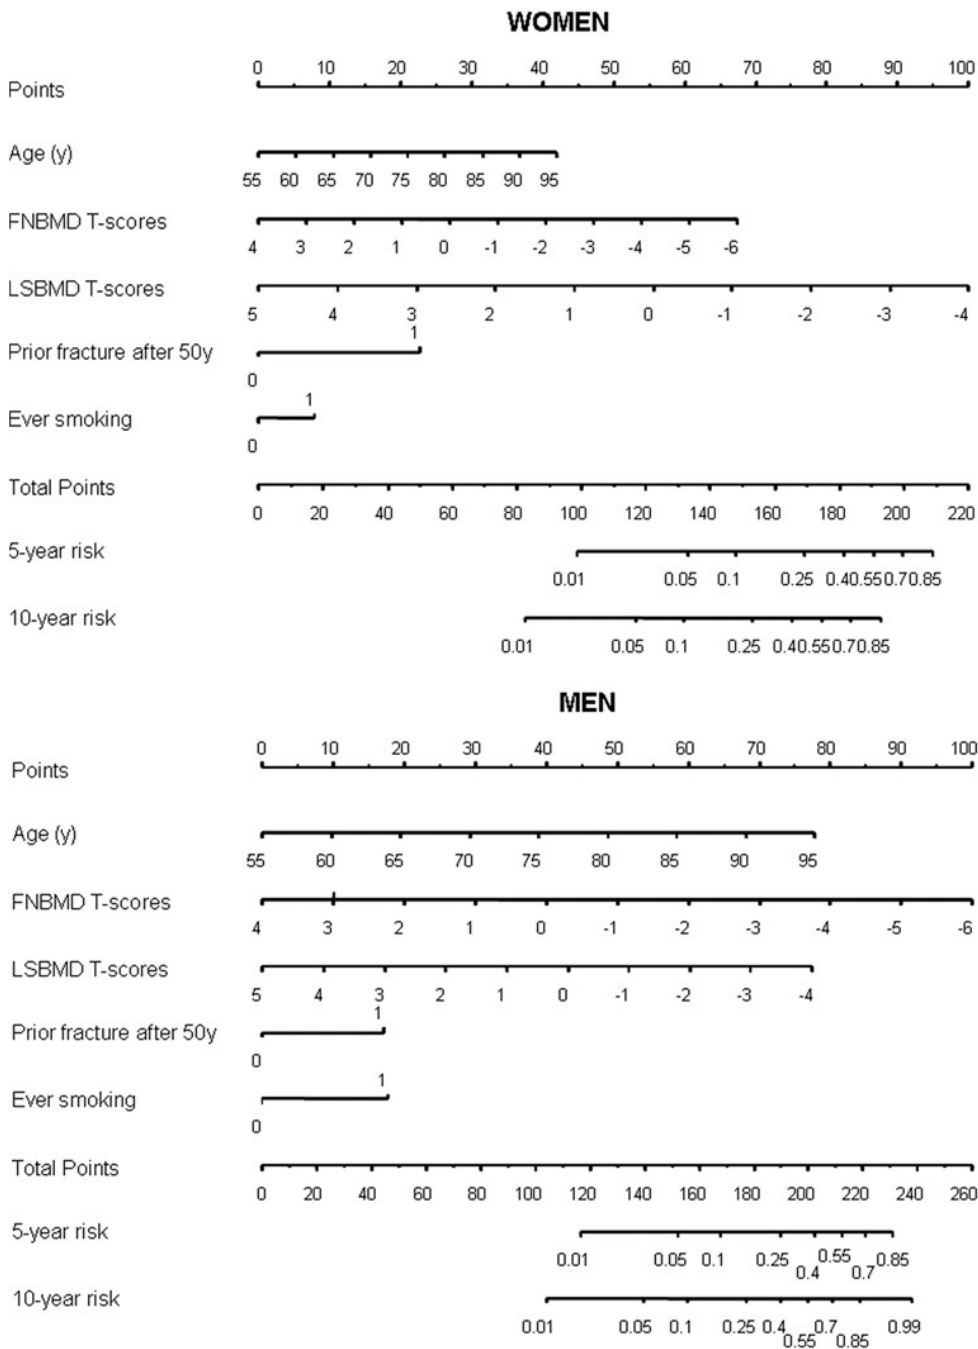 WOMEN
0 10 20 30 40 50 60 70 80 90 100
Points
Age (y)
55 60 65 70 75 80 85 90 95
FNBMD T-scores
4 3 2 1 0 -1 -2 -3 -4 -5 -6
LSBMD T-scores
5 4 3 2 1 0 -1 -2 -3 -4
1
Prior fracture after 50y
0
1
Ever smoking
0
Total Points
0 20 40 60 80 100 120 140 160 180 200 220
5-year risk
0.01 0.05 0.1 0.25 0.40.55 0.70.85
10-year risk
0.01 0.05 0.1 0.25 0.40.55 0.70.85
MEN
0 10 20 30 40 50 60 70 80 90 100
Points
Age (y)
55 60 65 70 75 80 85 90 95
FNBMD T-scores
4 3 2 1 0 -1 -2 -3 -4 -5 -6
LSBMD T-scores
5 4 3 2 1 0 -1 -2 -3 -4
1
Prior fracture after 50y
0
1
Ever smoking
0
Total Points
0 20 40 60 80 100 120 140 160 180 200 220 240 260
5-year risk
0.01 0.05 0.1 0.25 0.4 0.55 0.7 0.85
10-year risk
0.01 0.05 0.1 0.25 0.4 0.55 0.7 0.85 0.99